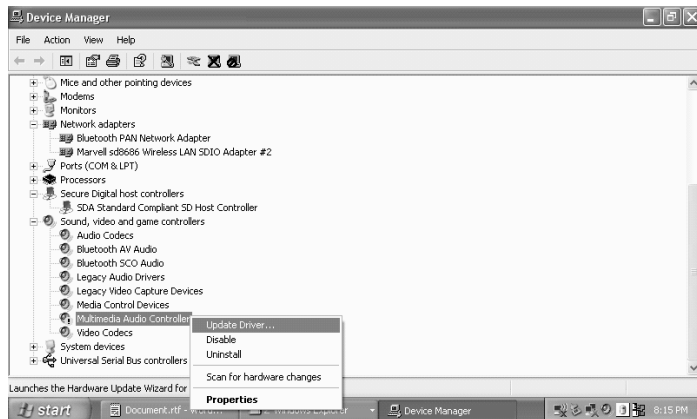 Device Manager
File Action View Help
Mice and other pointing devices
Modems
Monitors
Network adapters
Bluetooth PAN Network Adapter
Marvell sd8686 Wireless LAN SDIO Adapter #2
Ports (COM & LPT)
Processors
Secure Digital host controllers
SDA Standard Compliant SD Host Controller
Sound, video and game controllers
Audio Codecs
Bluetooth AV Audio
Bluetooth SCO Audio
Legacy Audio Drivers
Legacy Video Capture Devices
Media Control Devices
Multimedia Audio Controller
Video Codecs
System devices
Universal Serial Bus controllers
Update Driver...
Disable
Uninstall
Scan for hardware changes
Properties
Launches the Hardware Update Wizard for
start Document.rtf - Windows Explorer Device Manager 8:15 PM